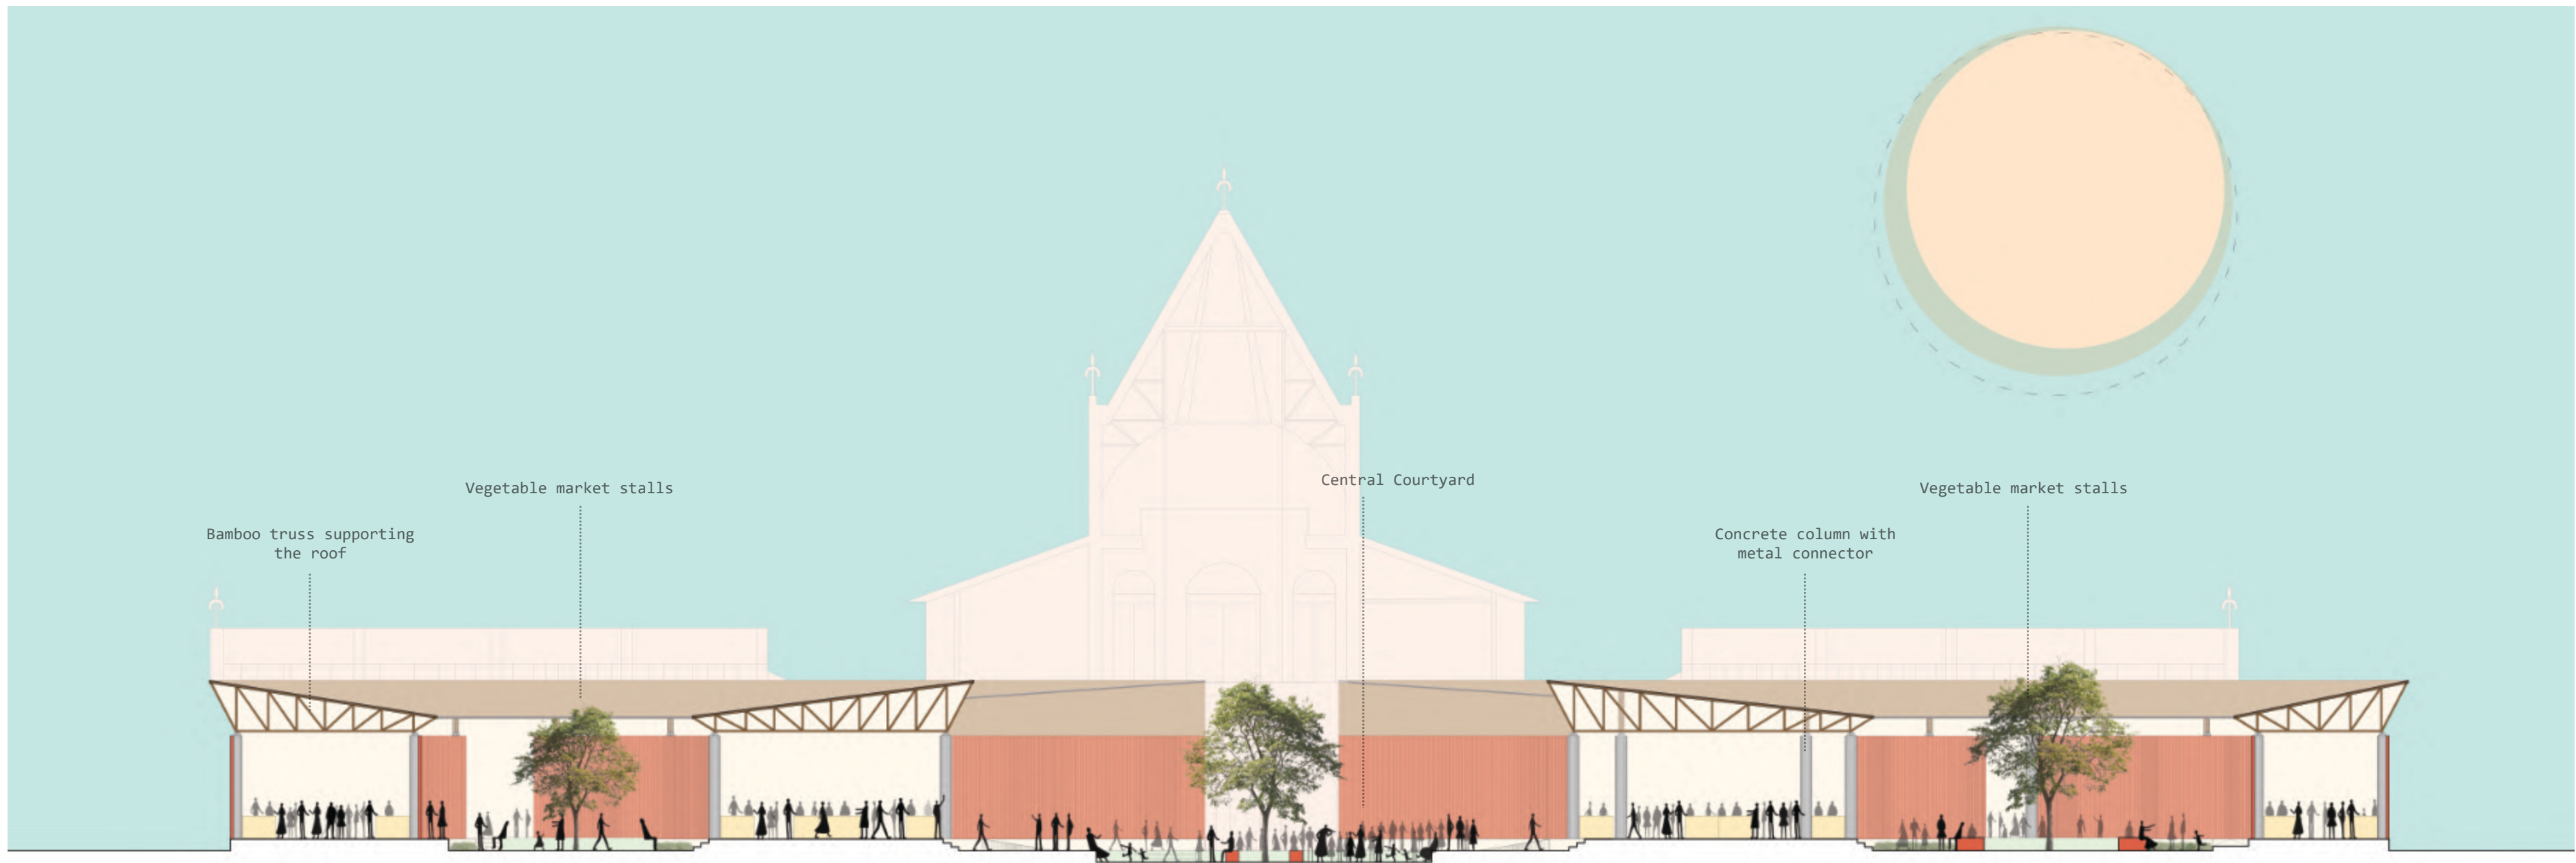 Vegetable market stalls
Central Courtyard
Vegetable market stalls
Bamboo truss supporting
the roof
Concrete column with
metal connector